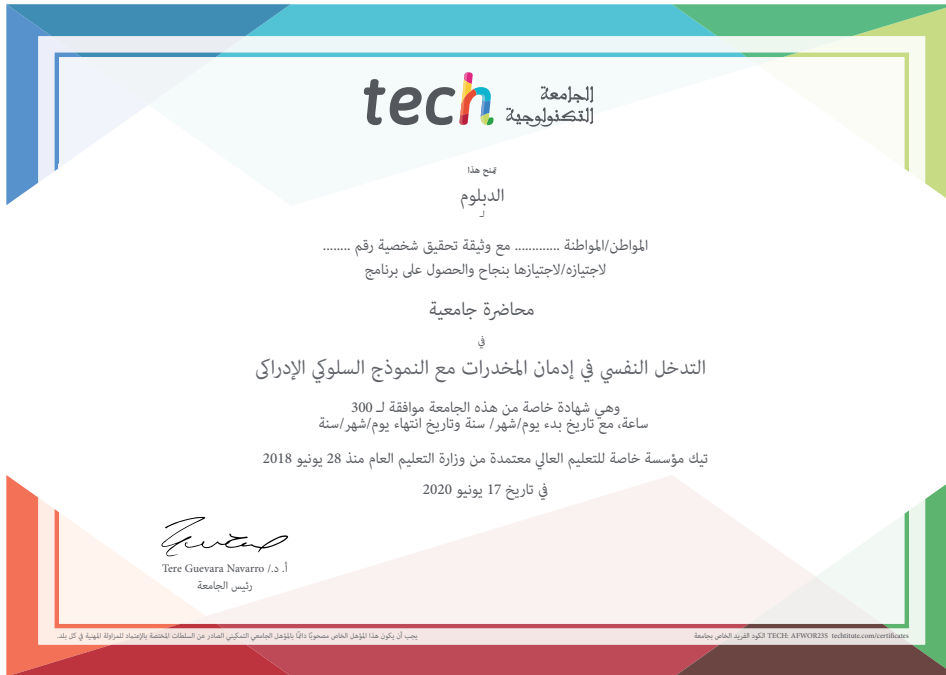 tech الجامعة
التكنولوجية
تمنح هذا
الدبلوم
لـ
المواطن/المواطنة ............ مع وثيقة تحقيق شخصية رقم ........
لاجتيازه/لاجتيازها بنجاح والحصول على برنامج
محاضرة جامعية
في
التدخل النفسي في إدمان المخدرات مع النموذج السلوكي الإدراكى
وهي شهادة خاصة من هذه الجامعة موافقة لـ 300
ساعة، مع تاريخ بدء يوم/شهر/ سنة وتاريخ انتهاء يوم/شهر/سنة
تيك مؤسسة خاصة للتعليم العالي معتمدة من وزارة التعليم العام منذ 28 يونيو 2018
في تاريخ 17 يونيو 2020
أ. د./ Tere Guevara Navarro
رئيس الجامعة
يجب أن يكون هذا المؤهل الخاص مصحوبًا دائمًا بالمؤهل الجامعي التمكيني الصادر عن السلطات المختصة بالإعتماد للمزاولة المهنية في كل بلد.
الكود الفريد الخاص بجامعة TECH: AFWOR23S techtitute.com/certificates